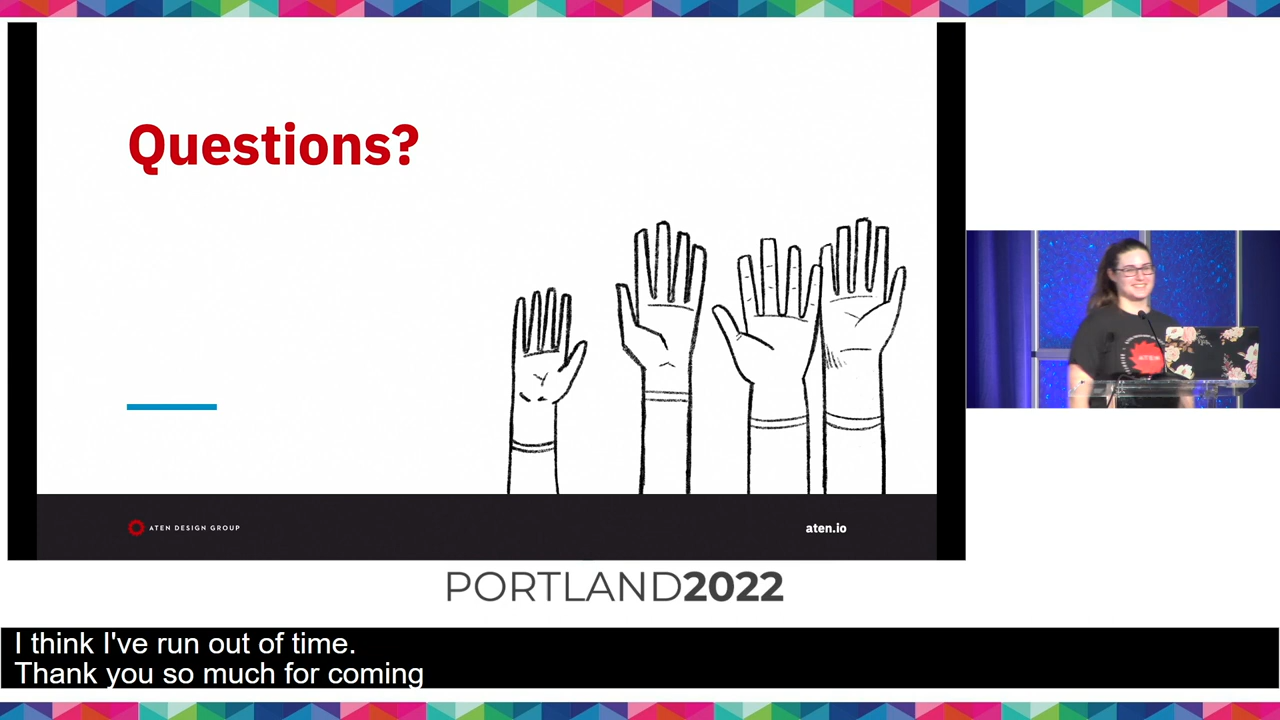 Questions?
ATEN DESIGN GROUP
aten.io
PORTLAND2022
I think I've run out of time.
Thank you so much for coming